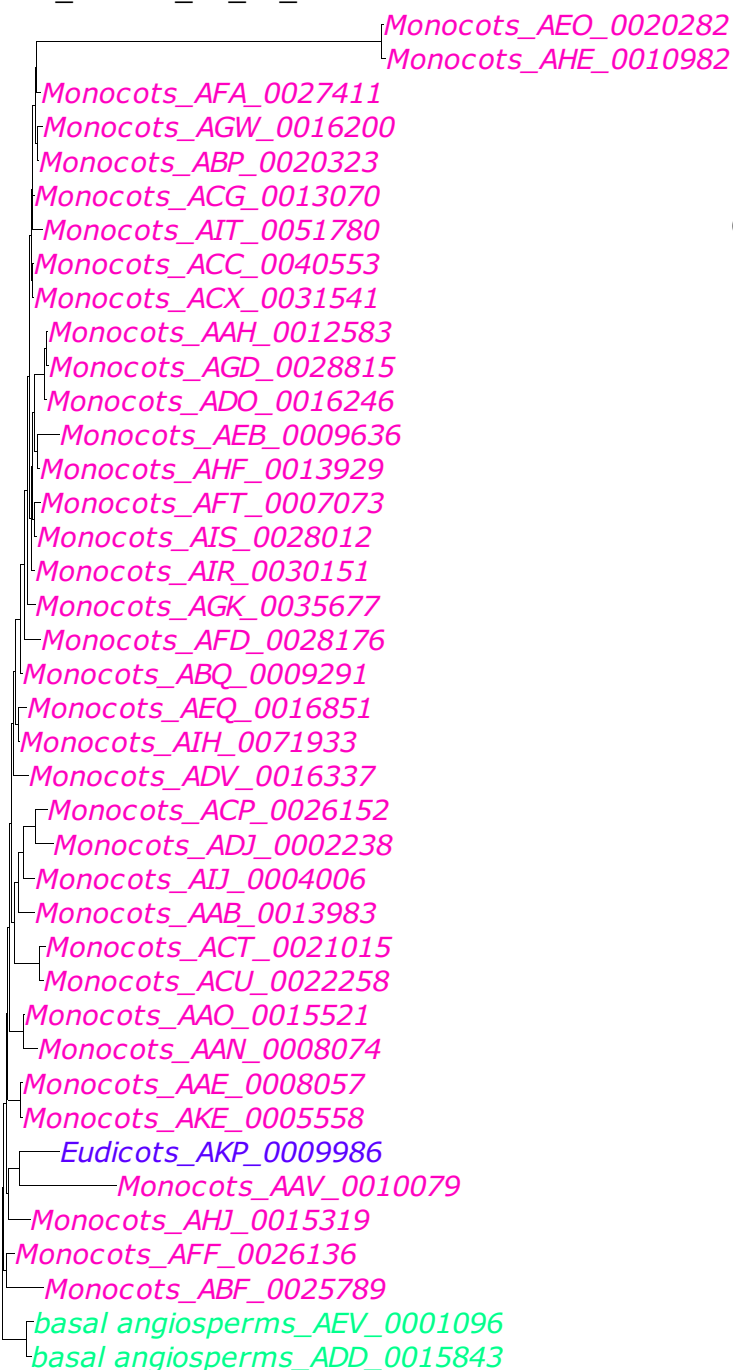 Monocots_AEO_0020282
Monocots_AHE_0010982
Monocots_AFA_0027411
Monocots_AGW_0016200
Monocots_ABP_0020323
Monocots_ACG_0013070
Monocots_AIT_0051780
Monocots_ACC_0040553
Monocots_ACX_0031541
Monocots_AAH_0012583
Monocots_AGD_0028815
Monocots_ADO_0016246
Monocots_AEB_0009636
Monocots_AHF_0013929
Monocots_AFT_0007073
Monocots_AIS_0028012
Monocots_AIR_0030151
Monocots_AGK_0035677
Monocots_AFD_0028176
Monocots_ABQ_0009291
Monocots_AEQ_0016851
Monocots_AIH_0071933
Monocots_ADV_0016337
Monocots_ACP_0026152
Monocots_ADJ_0002238
Monocots_AIJ_0004006
Monocots_AAB_0013983
Monocots_ACT_0021015
Monocots_ACU_0022258
Monocots_AAO_0015521
Monocots_AAN_0008074
Monocots_AAE_0008057
Monocots_AKE_0005558
Eudicots_AKP_0009986
Monocots_AAV_0010079
Monocots_AHJ_0015319
Monocots_AFF_0026136
Monocots_ABF_0025789
basal angiosperms_AEV_0001096
basal angiosperms_ADD_0015843